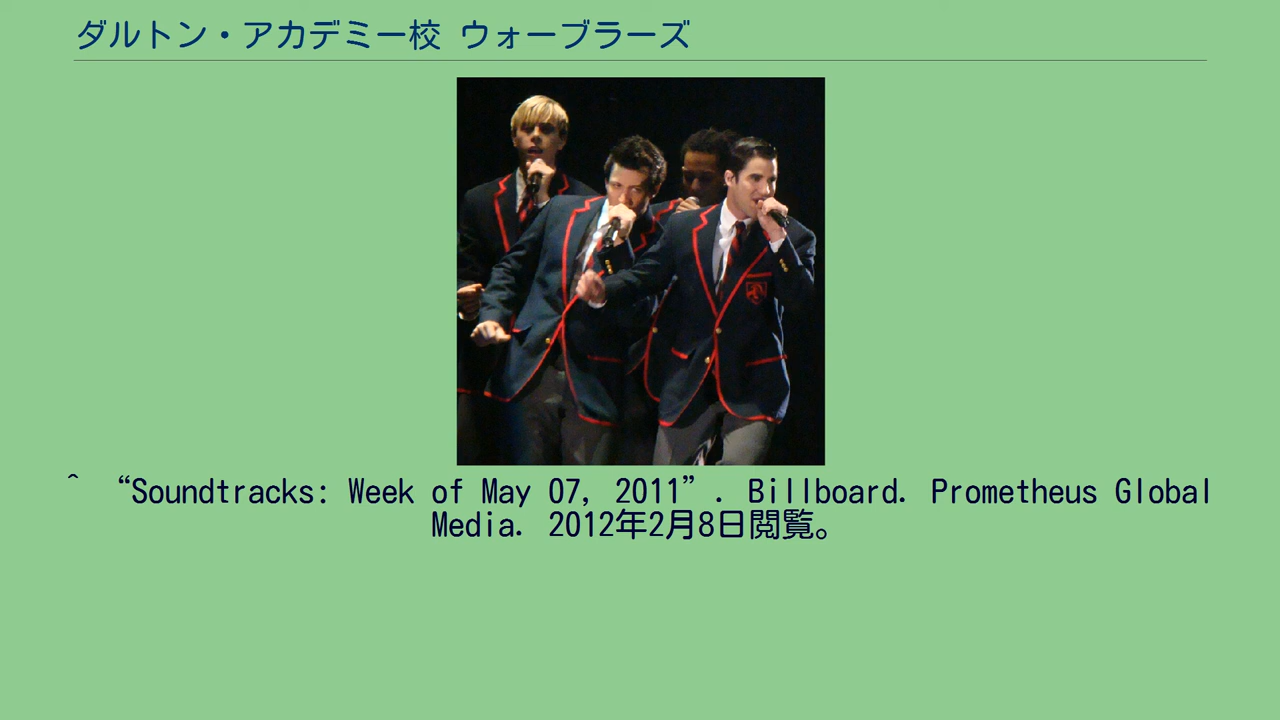 ダルトン・アカデミー校 ウォーブラーズ
^ “Soundtracks: Week of May 07, 2011”. Billboard. Prometheus Global
Media. 2012年2月8日閲覧。